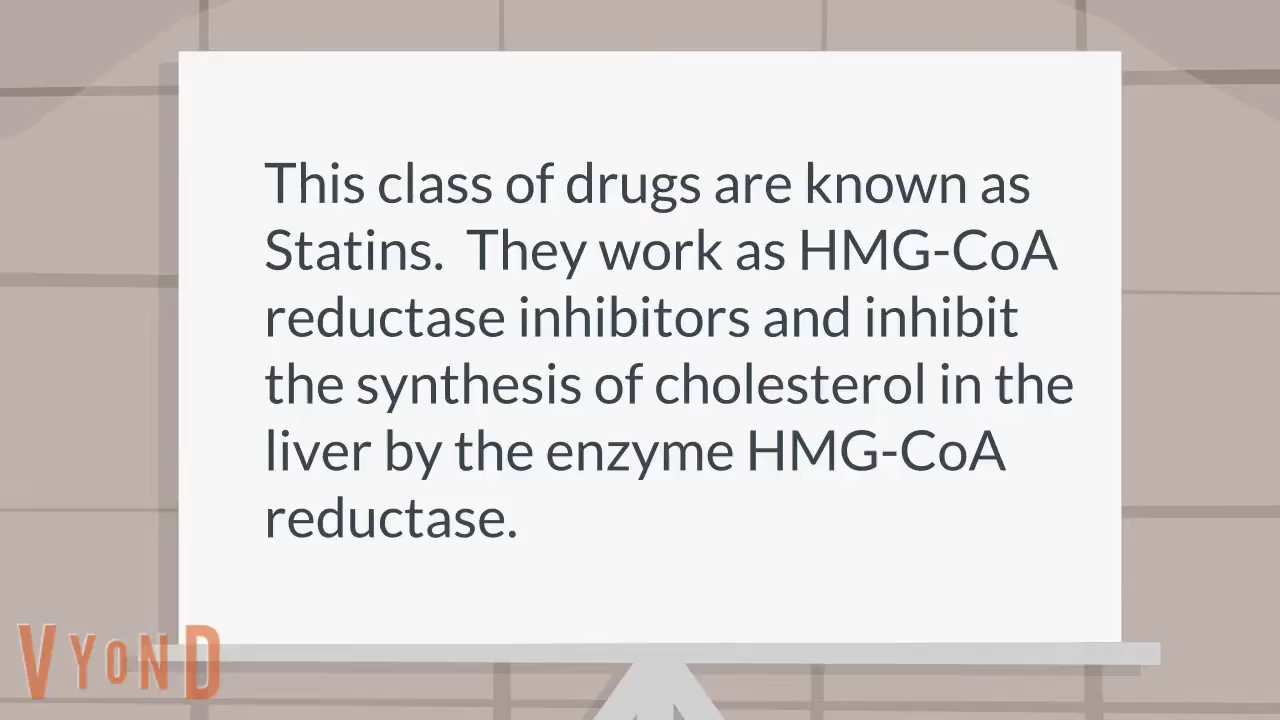 This class of drugs are known as
Statins.  They work as HMG-CoA
reductase inhibitors and inhibit
the synthesis of cholesterol in the
liver by the enzyme HMG-CoA
reductase.
VYOND